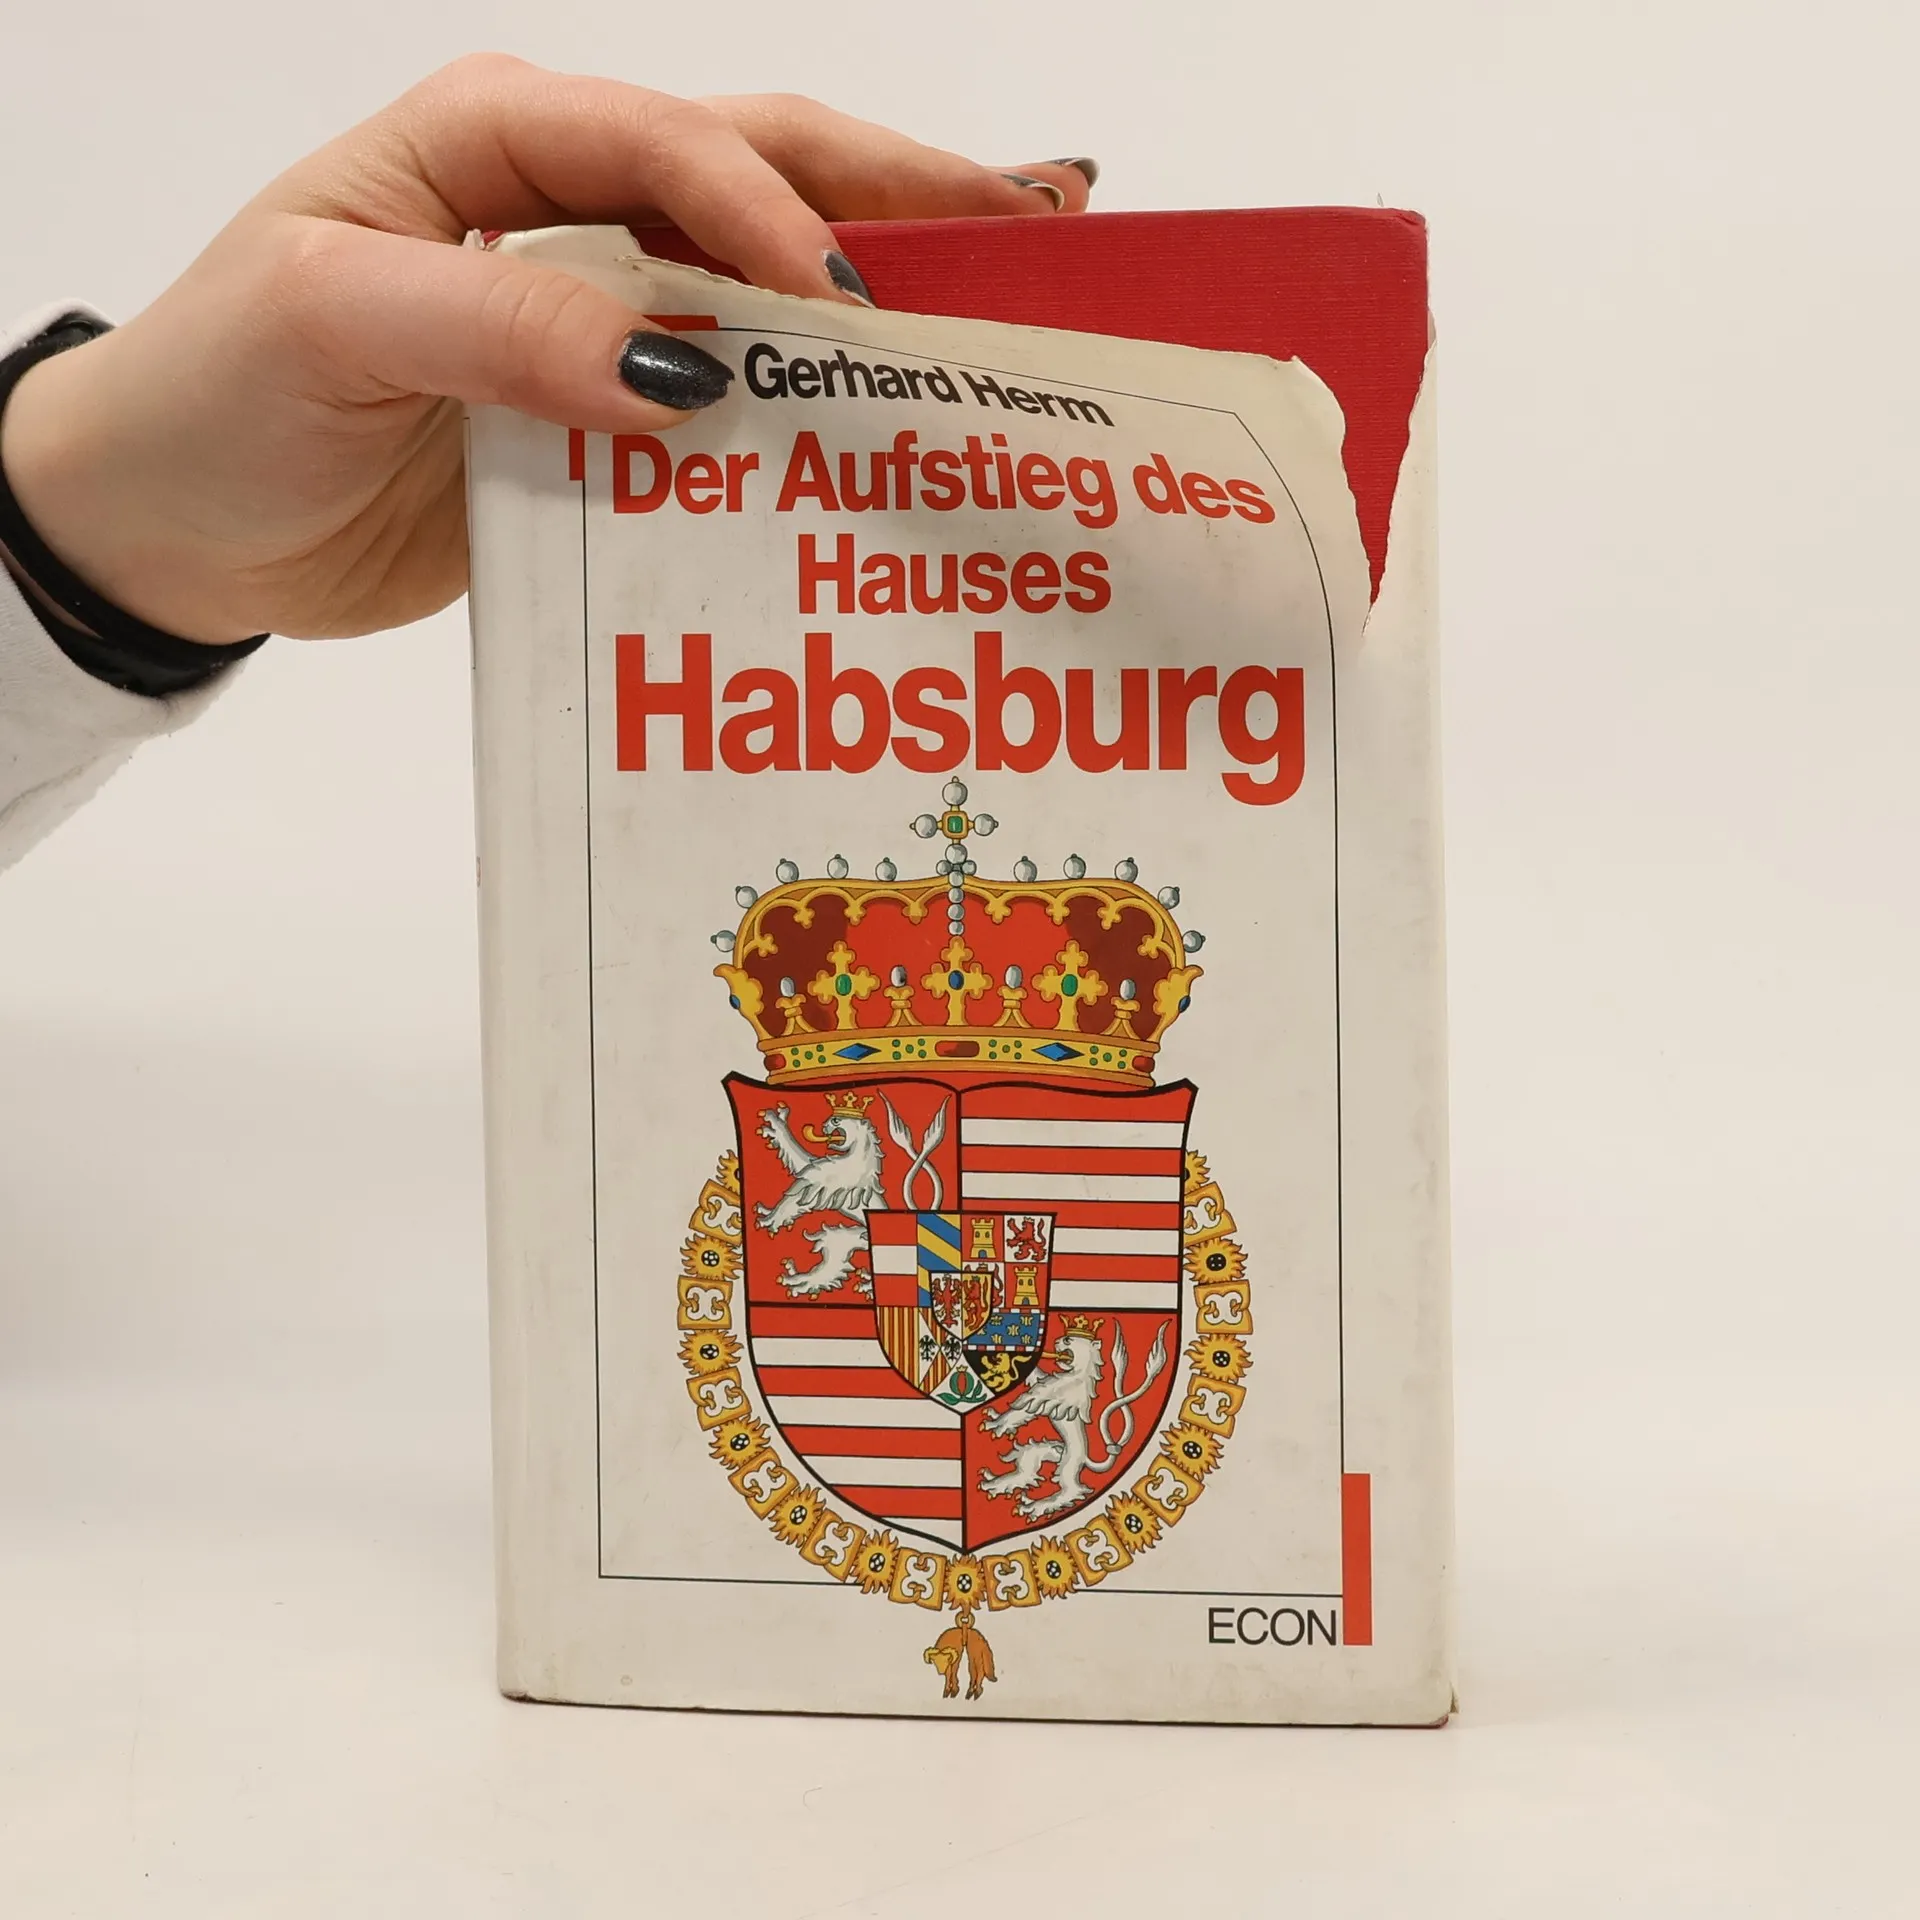 Gerhard Herm
Der Aufstieg des
Hauses
Habsburg
ECON